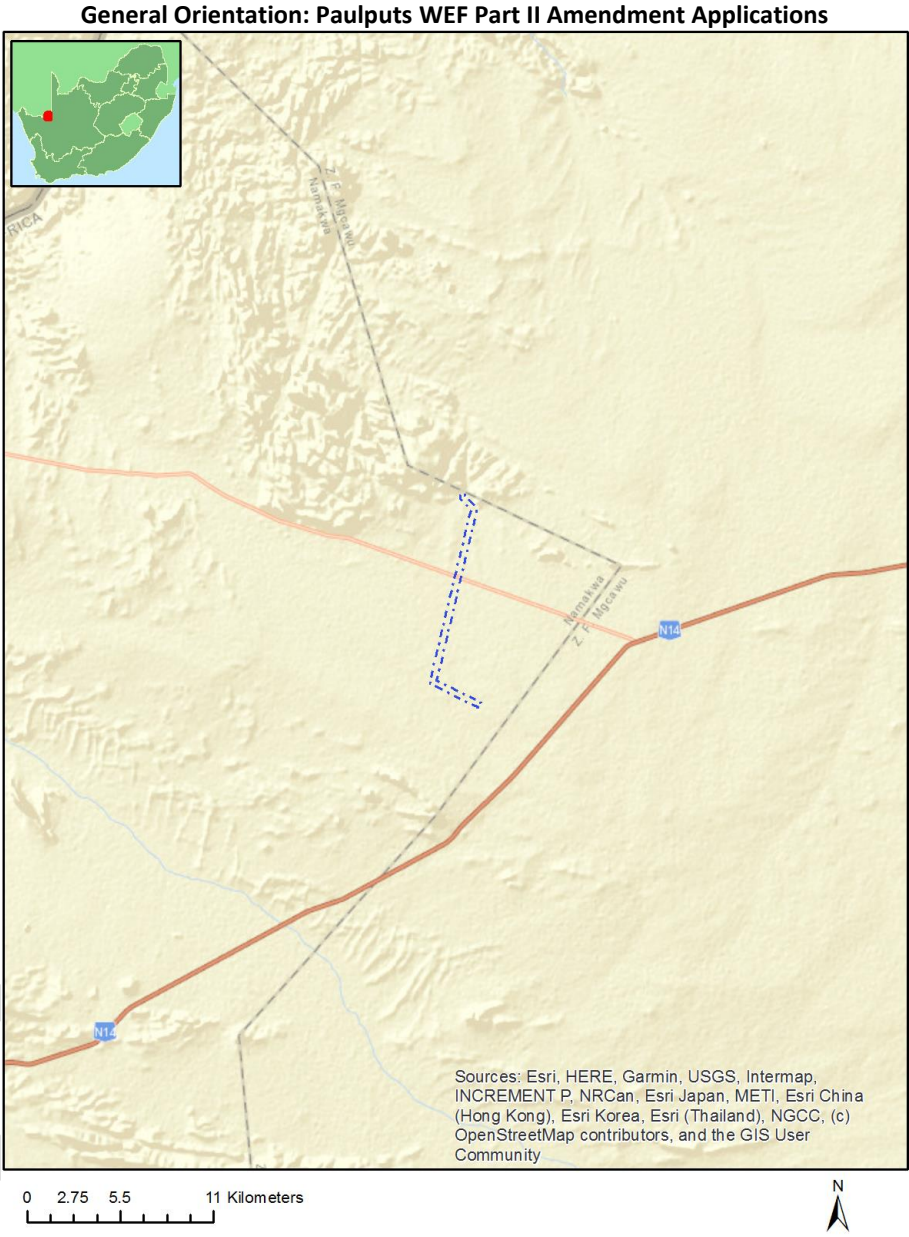 General Orientation: Paulputs WEF Part II Amendment Applications
Z. F. Mgcawu
Namakwa
RICA
Namakwa
Z. F. Mgcawu
N14
N14
Sources: Esri, HERE, Garmin, USGS, Intermap,
INCREMENT P, NRCan, Esri Japan, METI, Esri China
(Hong Kong), Esri Korea, Esri (Thailand), NGCC, (c)
OpenStreetMap contributors, and the GIS User
Community
Z
0 2.75 5.5 11 Kilometers
N